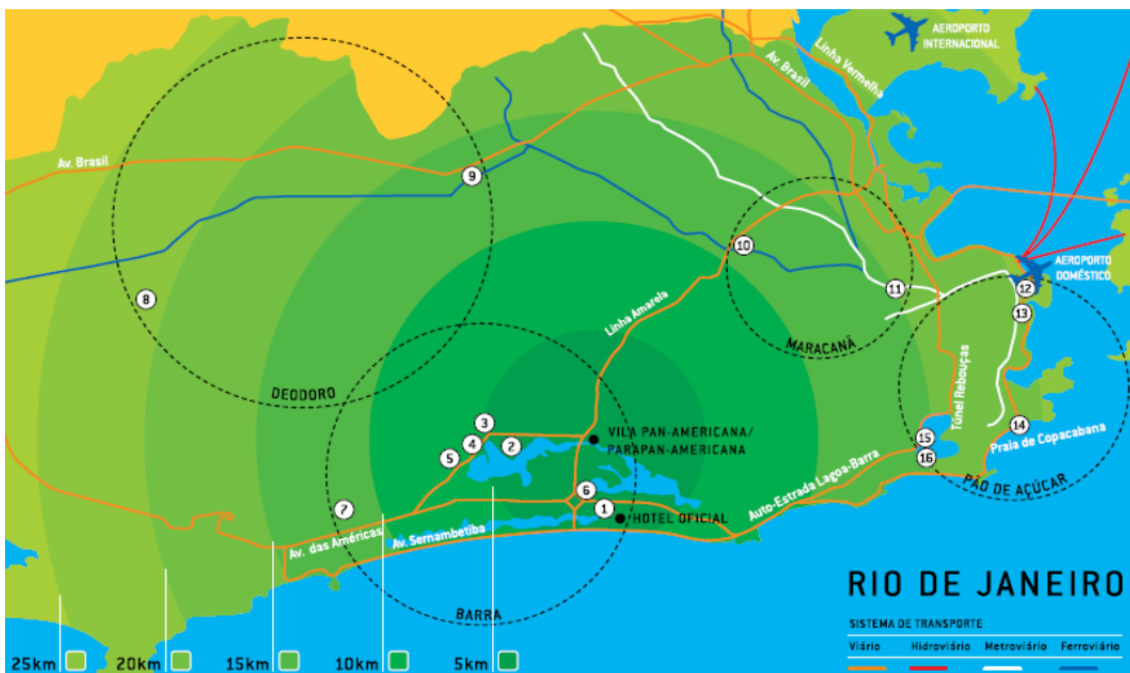 AEROPORTO
INTERNACIONAL
Linha Vermelha
Av. Brasil
Av. Brasil
9
10
8
11
AEROPORTO
DOMÉSTICO
12
13
Linha Amarela
MARACANÃ
DEODORO
Túnel Rebouças
3
4
2
5
VILA PAN-AMERICANA/
PARAPAN-AMERICANA
14
15
16
Praia de Copacabana
PÃO DE AÇÚCAR
6
7
1
HOTEL OFICIAL
Auto-Estrada Lagoa-Barra
Av. das Américas
Av. Sernambetiba
BARRA
RIO DE JANEIRO
SISTEMA DE TRANSPORTE
Viário Hidroviário Metroviário Ferroviário
25km 20km 15km 10km 5km